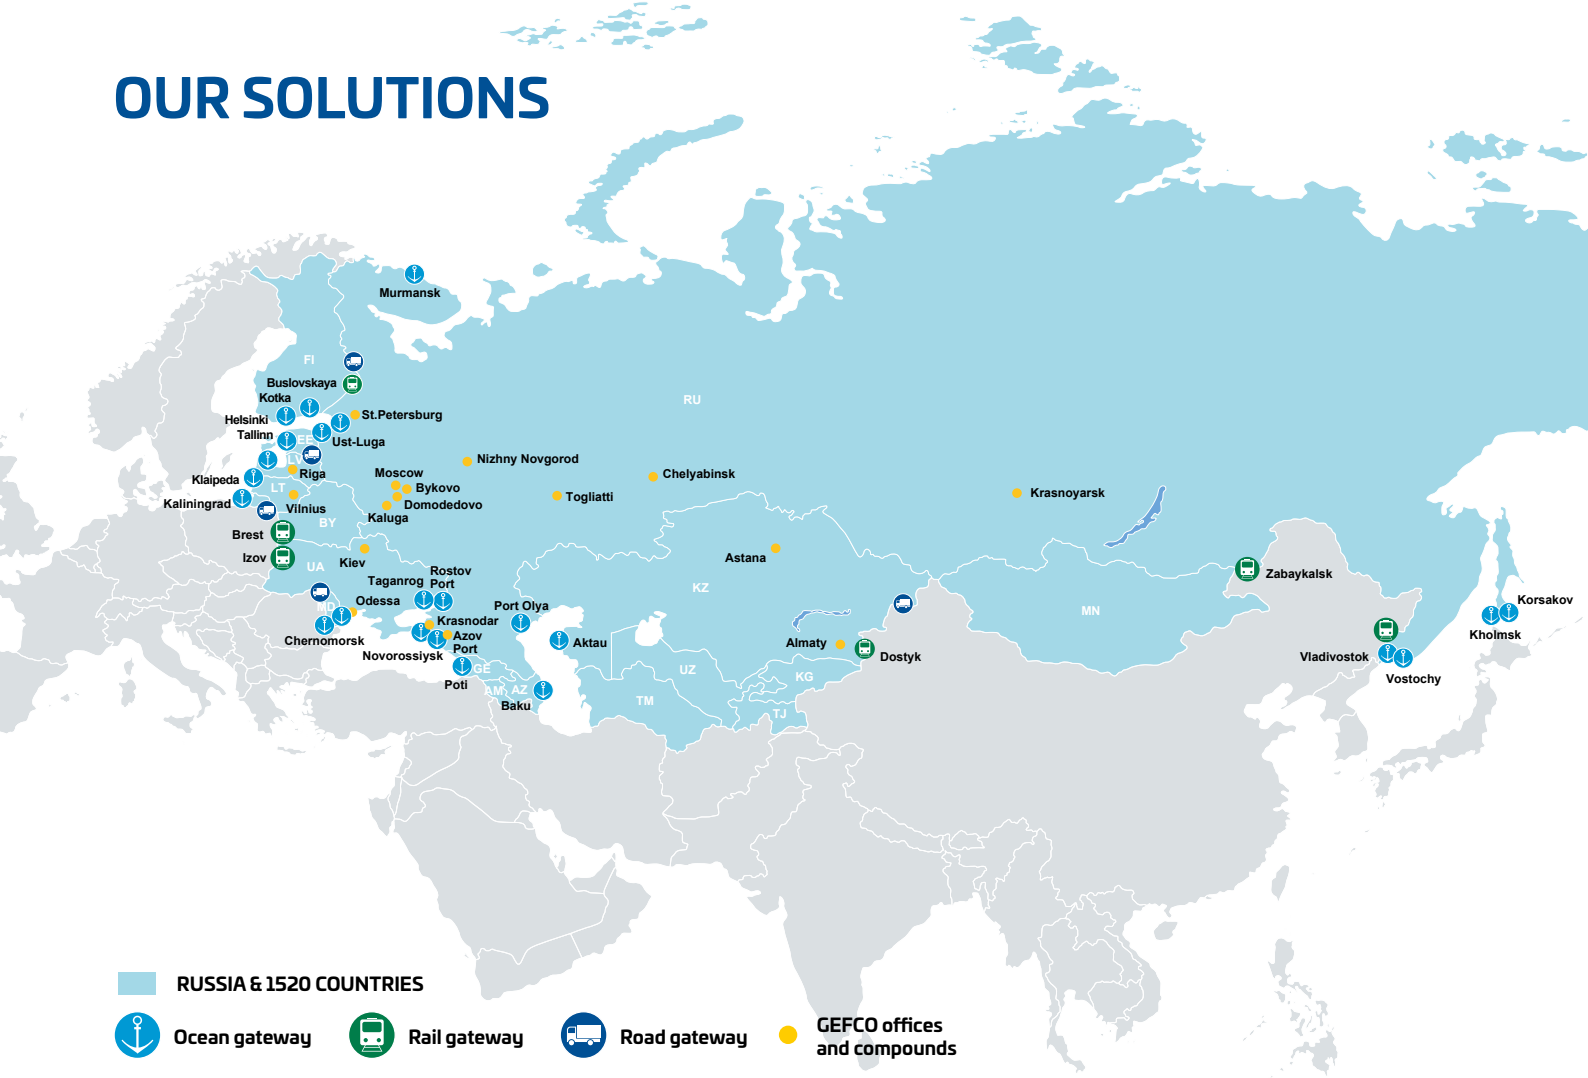 OUR SOLUTIONS
Murmansk
FI
Buslovskaya
Kotka
RU
Helsinki
St.Petersburg
Tallinn
EE
Ust-Luga
LV
Riga
Nizhny Novgorod
Moscow
Chelyabinsk
Klaipeda
LT
Bykovo
Togliatti
Krasnoyarsk
Kaliningrad
Vilnius
Domodedovo
BY
Kaluga
Brest
Izov
Kiev
Astana
UA
Rostov
Port
Taganrog
KZ
Zabaykalsk
MD
Odessa
Port Olya
MN
Korsakov
Krasnodar
Chernomorsk
Azov
Port
Aktau
Almaty
Kholmsk
Novorossiysk
Dostyk
Vladivostok
GE
UZ
KG
Vostochy
Poti
AM
AZ
TM
Baku
TJ
RUSSIA & 1520 COUNTRIES
Ocean gateway
Rail gateway
Road gateway
GEFCO offices
and compounds